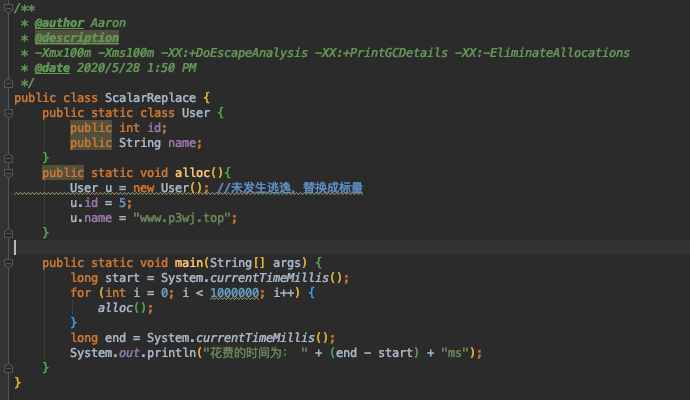 /**
 * @author Aaron
 * @description
 * -Xmx100m -Xms100m -XX:+DoEscapeAnalysis -XX:+PrintGCDetails -XX:-EliminateAllocations
 * @date 2020/5/28 1:50 PM
 */
public class ScalarReplace {
    public static class User {
        public int id;
        public String name;
    }
    public static void alloc(){
        User u = new User(); //未发生逃逸，替换成标量
        u.id = 5;
        u.name = "www.p3wj.top";
    }

    public static void main(String[] args) {
        long start = System.currentTimeMillis();
        for (int i = 0; i < 1000000; i++) {
            alloc();
        }
        long end = System.currentTimeMillis();
        System.out.println("花费的时间为： " + (end - start) + "ms");
    }
}